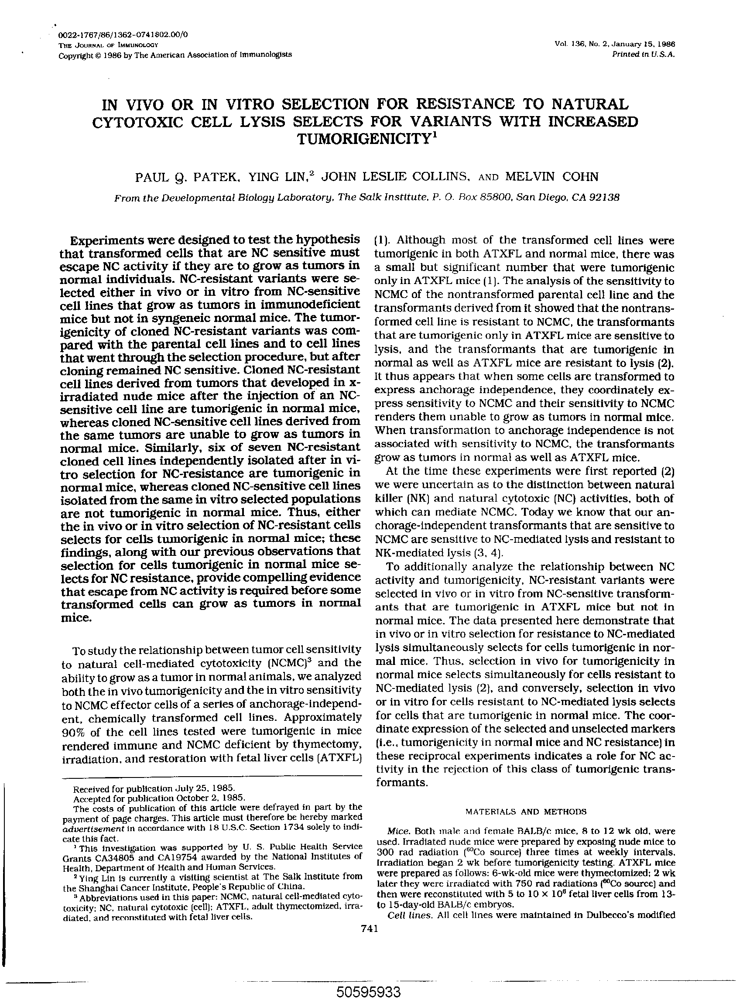 0022-1767/86/1362-0741$02.00/0
THE JOURNAL OF IMMUNOLOGY
Copyright © 1986 by The American Association of Immunologists
Vol. 136, No. 2, January 15, 1986
Printed in U.S.A.
IN VIVO OR IN VITRO SELECTION FOR RESISTANCE TO NATURAL
CYTOTOXIC CELL LYSIS SELECTS FOR VARIANTS WITH INCREASED
TUMORIGENICITY¹
PAUL Q. PATEK, YING LIN,² JOHN LESLIE COLLINS, AND MELVIN COHN
From the Developmental Biology Laboratory, The Salk Institute, P. O. Box 85800, San Diego, CA 92138
Experiments were designed to test the hypothesis
that transformed cells that are NC sensitive must
escape NC activity if they are to grow as tumors in
normal individuals. NC-resistant variants were se-
lected either in vivo or in vitro from NC-sensitive
cell lines that grow as tumors in immunodeficient
mice but not in syngeneic normal mice. The tumor-
igenicity of cloned NC-resistant variants was com-
pared with the parental cell lines and to cell lines
that went through the selection procedure, but after
cloning remained NC sensitive. Cloned NC-resistant
cell lines derived from tumors that developed in x-
irradiated nude mice after the injection of an NC-
sensitive cell line are tumorigenic in normal mice,
whereas cloned NC-sensitive cell lines derived from
the same tumors are unable to grow as tumors in
normal mice. Similarly, six of seven NC-resistant
cloned cell lines independently isolated after in vi-
tro selection for NC-resistance are tumorigenic in
normal mice, whereas cloned NC-sensitive cell lines
isolated from the same in vitro selected populations
are not tumorigenic in normal mice. Thus, either
the in vivo or in vitro selection of NC-resistant cells
selects for cells tumorigenic in normal mice; these
findings, along with our previous observations that
selection for cells tumorigenic in normal mice se-
lects for NC resistance, provide compelling evidence
that escape from NC activity is required before some
transformed cells can grow as tumors in normal
mice.
To study the relationship between tumor cell sensitivity
to natural cell-mediated cytotoxicity (NCMC)³ and the
ability to grow as a tumor in normal animals, we analyzed
both the in vivo tumorigenicity and the in vitro sensitivity
to NCMC effector cells of a series of anchorage-independ-
ent, chemically transformed cell lines. Approximately
90% of the cell lines tested were tumorigenic in mice
rendered immune and NCMC deficient by thymectomy,
irradiation, and restoration with fetal liver cells (ATXFL)
Received for publication July 25, 1985.
Accepted for publication October 2, 1985.
The costs of publication of this article were defrayed in part by the
payment of page charges. This article must therefore be hereby marked
advertisement in accordance with 18 U.S.C. Section 1734 solely to indi-
cate this fact.
¹ This investigation was supported by U. S. Public Health Service
Grants CA34805 and CA19754 awarded by the National Institutes of
Health, Department of Health and Human Services.
² Ying Lin is currently a visiting scientist at The Salk Institute from
the Shanghai Cancer Institute, People's Republic of China.
³ Abbreviations used in this paper: NCMC, natural cell-mediated cyto-
toxicity; NC, natural cytotoxic (cell); ATXFL, adult thymectomized, irra-
diated, and reconstituted with fetal liver cells.
(1). Although most of the transformed cell lines were
tumorigenic in both ATXFL and normal mice, there was
a small but significant number that were tumorigenic
only in ATXFL mice (1). The analysis of the sensitivity to
NCMC of the nontransformed parental cell line and the
transformants derived from it showed that the nontrans-
formed cell line is resistant to NCMC, the transformants
that are tumorigenic only in ATXFL mice are sensitive to
lysis, and the transformants that are tumorigenic in
normal as well as ATXFL mice are resistant to lysis (2).
It thus appears that when some cells are transformed to
express anchorage independence, they coordinately ex-
press sensitivity to NCMC and their sensitivity to NCMC
renders them unable to grow as tumors in normal mice.
When transformation to anchorage independence is not
associated with sensitivity to NCMC, the transformants
grow as tumors in normal as well as ATXFL mice.
At the time these experiments were first reported (2)
we were uncertain as to the distinction between natural
killer (NK) and natural cytotoxic (NC) activities, both of
which can mediate NCMC. Today we know that our an-
chorage-independent transformants that are sensitive to
NCMC are sensitive to NC-mediated lysis and resistant to
NK-mediated lysis (3, 4).
To additionally analyze the relationship between NC
activity and tumorigenicity, NC-resistant variants were
selected in vivo or in vitro from NC-sensitive transform-
ants that are tumorigenic in ATXFL mice but not in
normal mice. The data presented here demonstrate that
in vivo or in vitro selection for resistance to NC-mediated
lysis simultaneously selects for cells tumorigenic in nor-
mal mice. Thus, selection in vivo for tumorigenicity in
normal mice selects simultaneously for cells resistant to
NC-mediated lysis (2), and conversely, selection in vivo
or in vitro for cells resistant to NC-mediated lysis selects
for cells that are tumorigenic in normal mice. The coor-
dinate expression of the selected and unselected markers
(i.e., tumorigenicity in normal mice and NC resistance) in
these reciprocal experiments indicates a role for NC ac-
tivity in the rejection of this class of tumorigenic trans-
formants.
MATERIALS AND METHODS
Mice. Both male and female BALB/c mice, 8 to 12 wk old, were
used. Irradiated nude mice were prepared by exposing nude mice to
300 rad radiation (⁶⁰Co source) three times at weekly intervals.
Irradiation began 2 wk before tumorigenicity testing. ATXFL mice
were prepared as follows: 6-wk-old mice were thymectomized; 2 wk
later they were irradiated with 750 rad radiations (⁶⁰Co source) and
then were reconstituted with 5 to 10 × 10⁶ fetal liver cells from 13-
to 15-day-old BALB/c embryos.
Cell lines. All cell lines were maintained in Dulbecco's modified
741
50595933